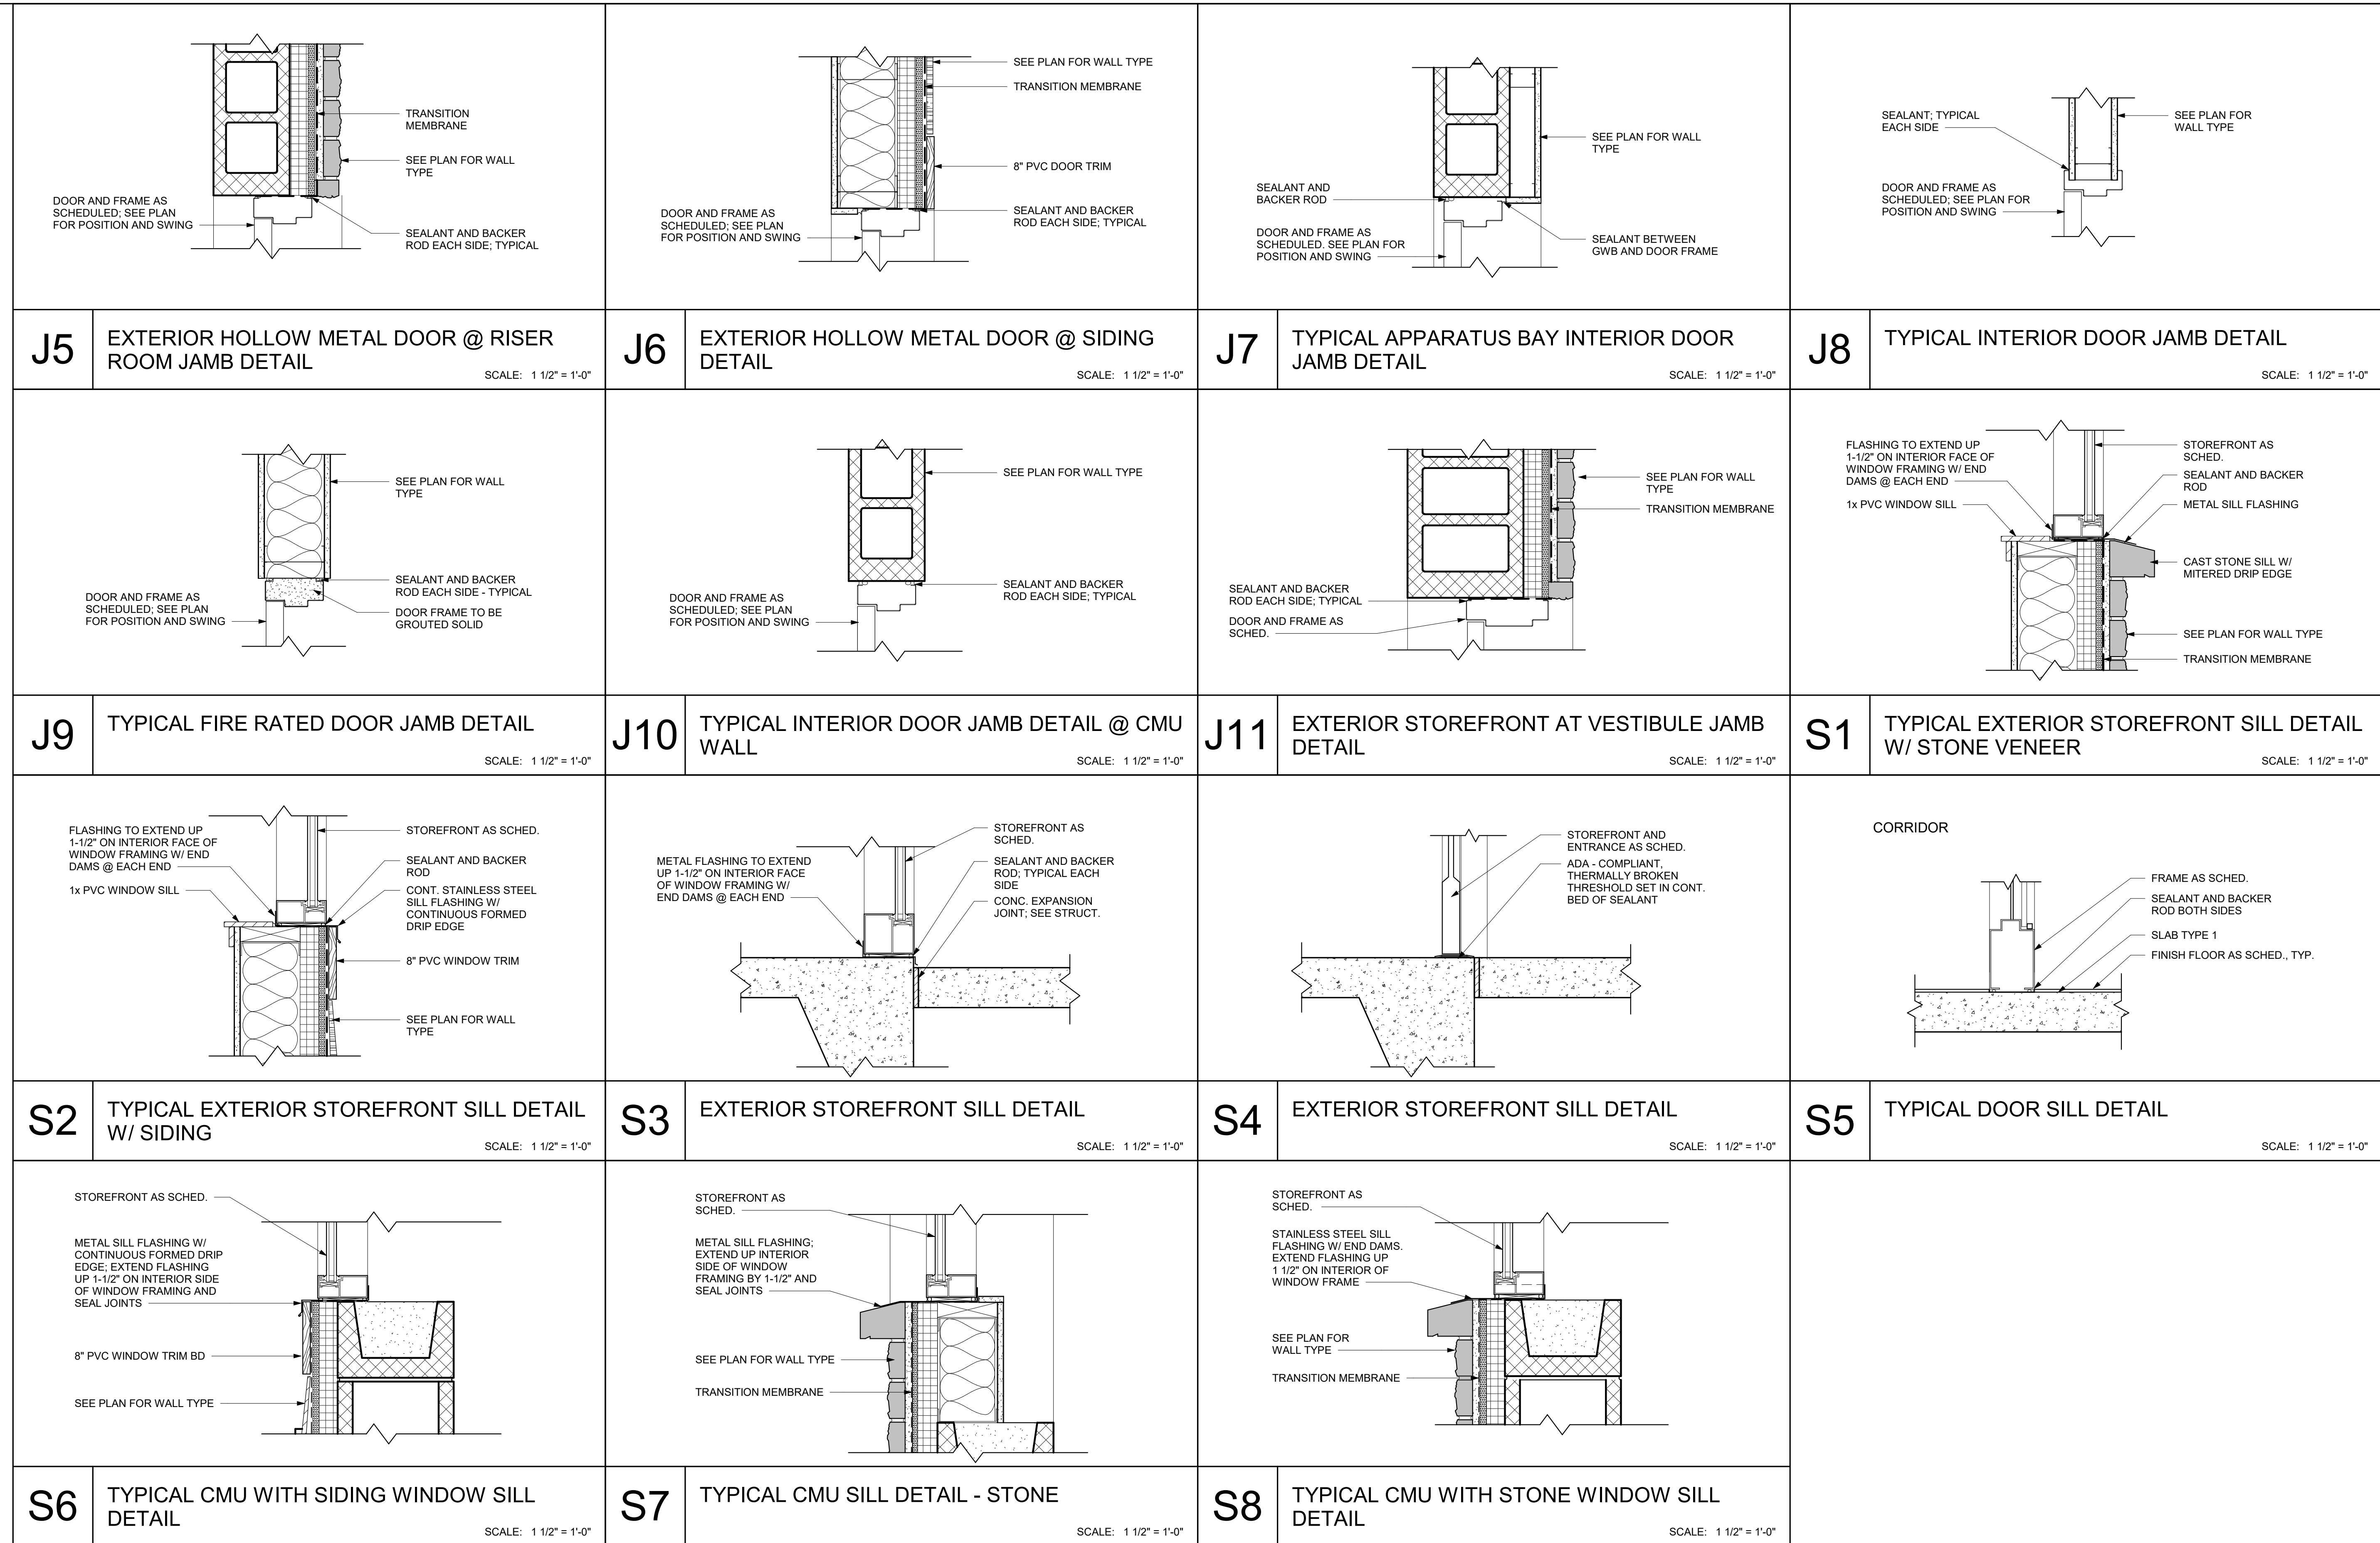 TRANSITION
MEMBRANE
SEE PLAN FOR WALL
TYPE
DOOR AND FRAME AS
SCHEDULED; SEE PLAN
FOR POSITION AND SWING
SEALANT AND BACKER
ROD EACH SIDE; TYPICAL
J5
EXTERIOR HOLLOW METAL DOOR @ RISER
ROOM JAMB DETAIL
SCALE: 1 1/2" = 1'-0"
SEE PLAN FOR WALL TYPE
TRANSITION MEMBRANE
8" PVC DOOR TRIM
DOOR AND FRAME AS
SCHEDULED; SEE PLAN
FOR POSITION AND SWING
SEALANT AND BACKER
ROD EACH SIDE; TYPICAL
J6
EXTERIOR HOLLOW METAL DOOR @ SIDING
DETAIL
SCALE: 1 1/2" = 1'-0"
SEE PLAN FOR WALL
TYPE
SEALANT AND
BACKER ROD
DOOR AND FRAME AS
SCHEDULED. SEE PLAN FOR
POSITION AND SWING
SEALANT BETWEEN
GWB AND DOOR FRAME
J7
TYPICAL APPARATUS BAY INTERIOR DOOR
JAMB DETAIL
SCALE: 1 1/2" = 1'-0"
SEALANT; TYPICAL
EACH SIDE
SEE PLAN FOR
WALL TYPE
DOOR AND FRAME AS
SCHEDULED; SEE PLAN FOR
POSITION AND SWING
J8
TYPICAL INTERIOR DOOR JAMB DETAIL
SCALE: 1 1/2" = 1'-0"
SEE PLAN FOR WALL
TYPE
SEALANT AND BACKER
ROD EACH SIDE - TYPICAL
DOOR AND FRAME AS
SCHEDULED; SEE PLAN
FOR POSITION AND SWING
DOOR FRAME TO BE
GROUTED SOLID
J9
TYPICAL FIRE RATED DOOR JAMB DETAIL
SCALE: 1 1/2" = 1'-0"
SEE PLAN FOR WALL TYPE
SEALANT AND BACKER
ROD EACH SIDE; TYPICAL
DOOR AND FRAME AS
SCHEDULED; SEE PLAN
FOR POSITION AND SWING
J10
TYPICAL INTERIOR DOOR JAMB DETAIL @ CMU
WALL
SCALE: 1 1/2" = 1'-0"
SEE PLAN FOR WALL
TYPE
TRANSITION MEMBRANE
SEALANT AND BACKER
ROD EACH SIDE; TYPICAL
DOOR AND FRAME AS
SCHED.
J11
EXTERIOR STOREFRONT AT VESTIBULE JAMB
DETAIL
SCALE: 1 1/2" = 1'-0"
FLASHING TO EXTEND UP
1-1/2" ON INTERIOR FACE OF
WINDOW FRAMING W/ END
DAMS @ EACH END
1x PVC WINDOW SILL
STOREFRONT AS
SCHED.
SEALANT AND BACKER
ROD
METAL SILL FLASHING
CAST STONE SILL W/
MITERED DRIP EDGE
SEE PLAN FOR WALL TYPE
TRANSITION MEMBRANE
S1
TYPICAL EXTERIOR STOREFRONT SILL DETAIL
W/ STONE VENEER
SCALE: 1 1/2" = 1'-0"
FLASHING TO EXTEND UP
1-1/2" ON INTERIOR FACE OF
WINDOW FRAMING W/ END
DAMS @ EACH END
1x PVC WINDOW SILL
STOREFRONT AS SCHED.
SEALANT AND BACKER
ROD
CONT. STAINLESS STEEL
SILL FLASHING W/
CONTINUOUS FORMED
DRIP EDGE
8" PVC WINDOW TRIM
SEE PLAN FOR WALL
TYPE
S2
TYPICAL EXTERIOR STOREFRONT SILL DETAIL
W/ SIDING
SCALE: 1 1/2" = 1'-0"
METAL FLASHING TO EXTEND
UP 1-1/2" ON INTERIOR FACE
OF WINDOW FRAMING W/
END DAMS @ EACH END
STOREFRONT AS
SCHED.
SEALANT AND BACKER
ROD; TYPICAL EACH
SIDE
CONC. EXPANSION
JOINT; SEE STRUCT.
S3
EXTERIOR STOREFRONT SILL DETAIL
SCALE: 1 1/2" = 1'-0"
STOREFRONT AND
ENTRANCE AS SCHED.
ADA - COMPLIANT,
THERMALLY BROKEN
THRESHOLD SET IN CONT.
BED OF SEALANT
S4
EXTERIOR STOREFRONT SILL DETAIL
SCALE: 1 1/2" = 1'-0"
CORRIDOR
FRAME AS SCHED.
SEALANT AND BACKER
ROD BOTH SIDES
SLAB TYPE 1
FINISH FLOOR AS SCHED., TYP.
S5
TYPICAL DOOR SILL DETAIL
SCALE: 1 1/2" = 1'-0"
STOREFRONT AS SCHED.
METAL SILL FLASHING W/
CONTINUOUS FORMED DRIP
EDGE; EXTEND FLASHING
UP 1-1/2" ON INTERIOR SIDE
OF WINDOW FRAMING AND
SEAL JOINTS
8" PVC WINDOW TRIM BD
SEE PLAN FOR WALL TYPE
S6
TYPICAL CMU WITH SIDING WINDOW SILL
DETAIL
SCALE: 1 1/2" = 1'-0"
STOREFRONT AS
SCHED.
METAL SILL FLASHING;
EXTEND UP INTERIOR
SIDE OF WINDOW
FRAMING BY 1-1/2" AND
SEAL JOINTS
SEE PLAN FOR WALL TYPE
TRANSITION MEMBRANE
S7
TYPICAL CMU SILL DETAIL - STONE
SCALE: 1 1/2" = 1'-0"
STOREFRONT AS
SCHED.
STAINLESS STEEL SILL
FLASHING W/ END DAMS.
EXTEND FLASHING UP
1 1/2" ON INTERIOR OF
WINDOW FRAME
SEE PLAN FOR
WALL TYPE
TRANSITION MEMBRANE
S8
TYPICAL CMU WITH STONE WINDOW SILL
DETAIL
SCALE: 1 1/2" = 1'-0"